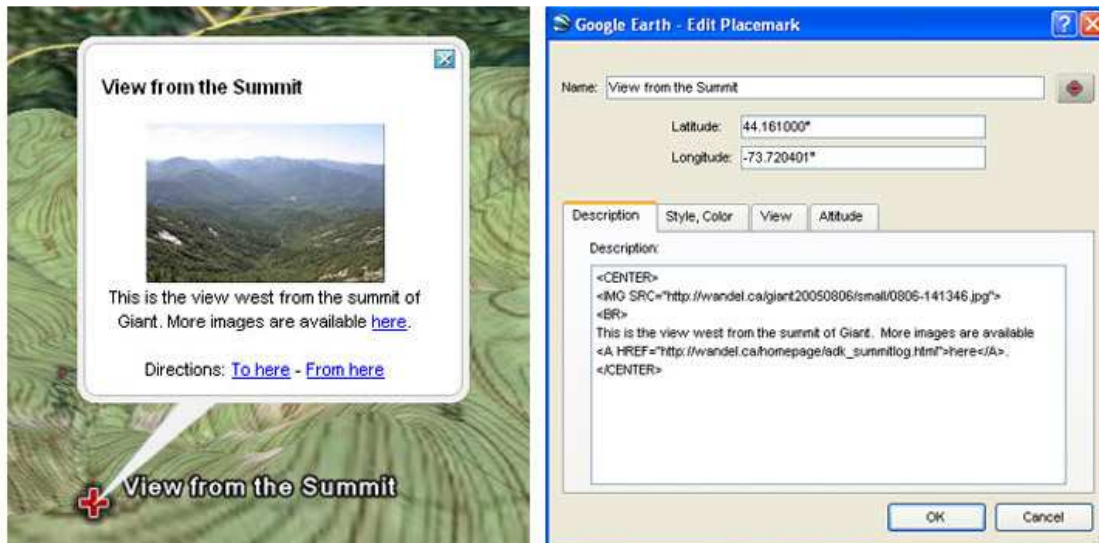 View from the Summit
This is the view west from the summit of
Giant. More images are available here.
Directions: To here - From here
View from the Summit
Google Earth - Edit Placemark
Name: View from the Summit
Latitude: 44.161000°
Longitude: -73.720401°
Description Style, Color View Altitude
Description:
<CENTER>
<IMG SRC="http://wandel.ca/giant20050806/small/0806-141346.jpg">
<BR>
This is the view west from the summit of Giant. More images are available
<A HREF="http://wandel.ca/homepage/adk_summitlog.html">here</A>.
</CENTER>
OK Cancel